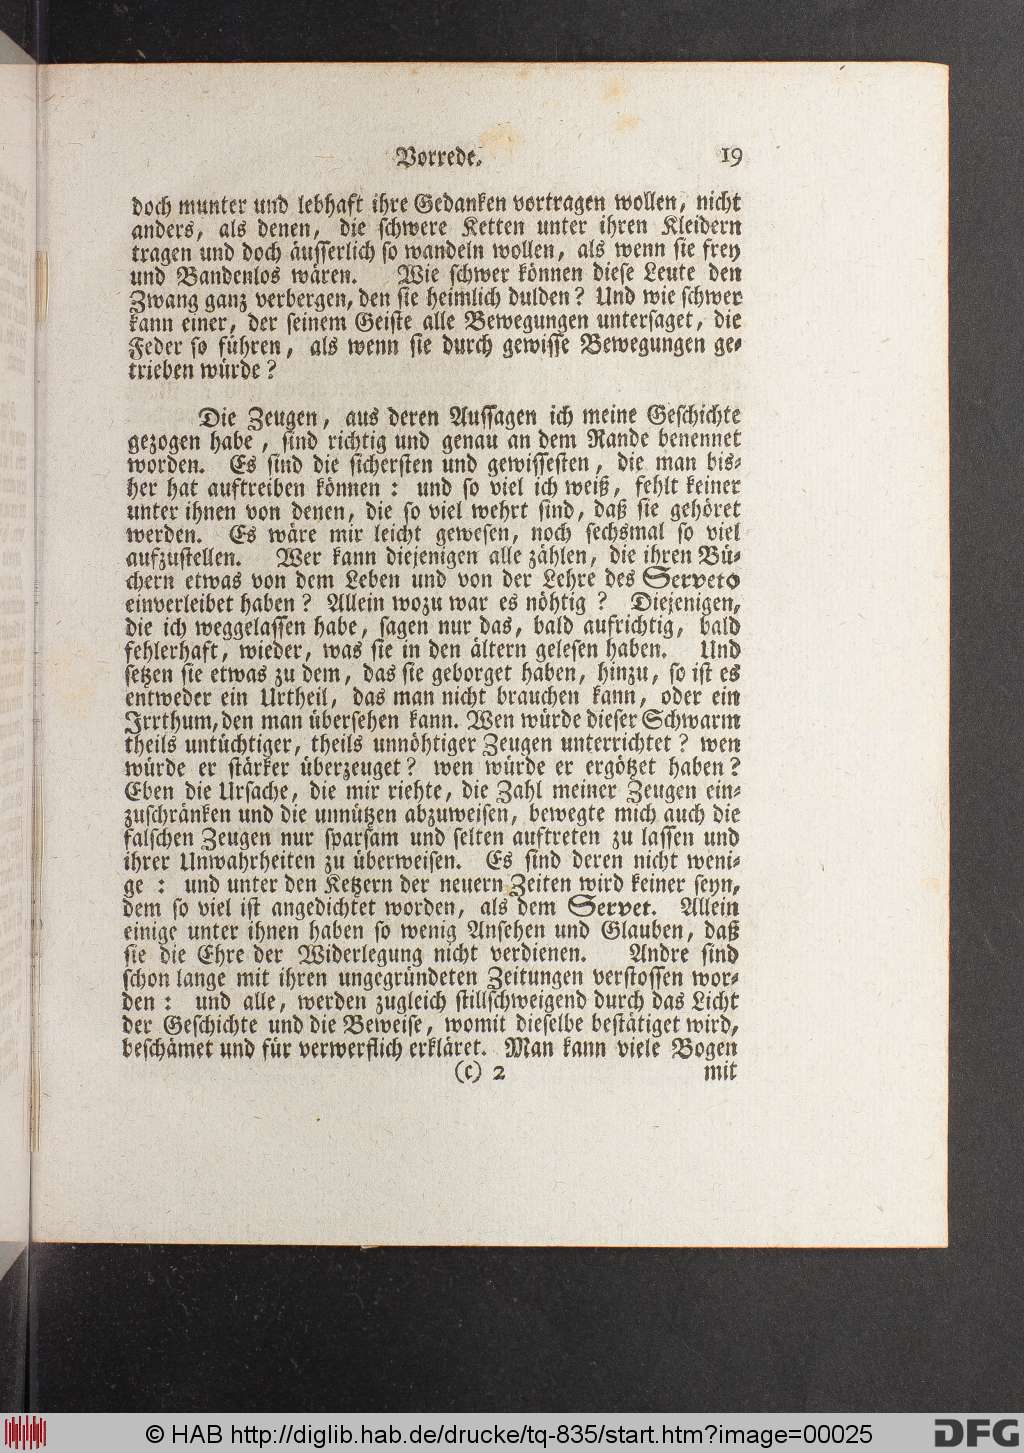 Vorrede. 19
doch munter und lebhaft ihre Gedanken vortragen wollen, nicht
anders, als denen, die schwere Ketten unter ihren Kleidern
tragen und doch äusserlich so wandeln wollen, als wenn sie frey
und Bandenlos wären. Wie schwer können diese Leute den
Zwang ganz verbergen, den sie heimlich dulden? Und wie schwer
kann einer, der seinem Geiste alle Bewegungen untersaget, die
Feder so führen, als wenn sie durch gewisse Bewegungen ge-
trieben würde?
Die Zeugen, aus deren Aussagen ich meine Geschichte
gezogen habe, sind richtig und genau an dem Rande benennet
worden. Es sind die sichersten und gewissesten, die man bis-
her hat auftreiben können: und so viel ich weiß, fehlt keiner
unter ihnen von denen, die so viel wehrt sind, daß sie gehöret
werden. Es wäre mir leicht gewesen, noch sechsmal so viel
aufzustellen. Wer kann diejenigen alle zählen, die ihren Bü-
chern etwas von dem Leben und von der Lehre des Servets
einverleibet haben? Allein wozu war es nöhtig? Diejenigen,
die ich weggelassen habe, sagen nur das, bald aufrichtig, bald
fehlerhaft, wieder, was sie in den ältern gelesen haben. Und
setzen sie etwas zu dem, das sie geborget haben, hinzu, so ist es
entweder ein Urtheil, das man nicht brauchen kann, oder ein
Irrthum, den man übersehen kann. Wen würde dieser Schwarm
theils untüchtiger, theils unnöhtiger Zeugen unterrichtet? wen
würde er stärker überzeuget? wen würde er ergötzet haben?
Eben die Ursache, die mir riehte, die Zahl meiner Zeugen ein-
zuschränken und die unnützen abzuweisen, bewegte mich auch die
falschen Zeugen nur sparsam und selten auftreten zu lassen und
ihrer Unwahrheiten zu überweisen. Es sind deren nicht weni-
ge: und unter den Ketzern der neuern Zeiten wird keiner seyn,
dem so viel ist angedichtet worden, als dem Servet. Allein
einige unter ihnen haben so wenig Ansehen und Glauben, daß
sie die Ehre der Widerlegung nicht verdienen. Andre sind
schon lange mit ihren ungegründeten Zeitungen verstossen wor-
den: und alle, werden zugleich stillschweigend durch das Licht
der Geschichte und die Beweise, womit dieselbe bestätiget wird,
beschämet und für verwerflich erkläret. Man kann viele Bogen
(c) 2 mit
© HAB http://diglib.hab.de/drucke/tq-835/start.htm?image=00025
DFG